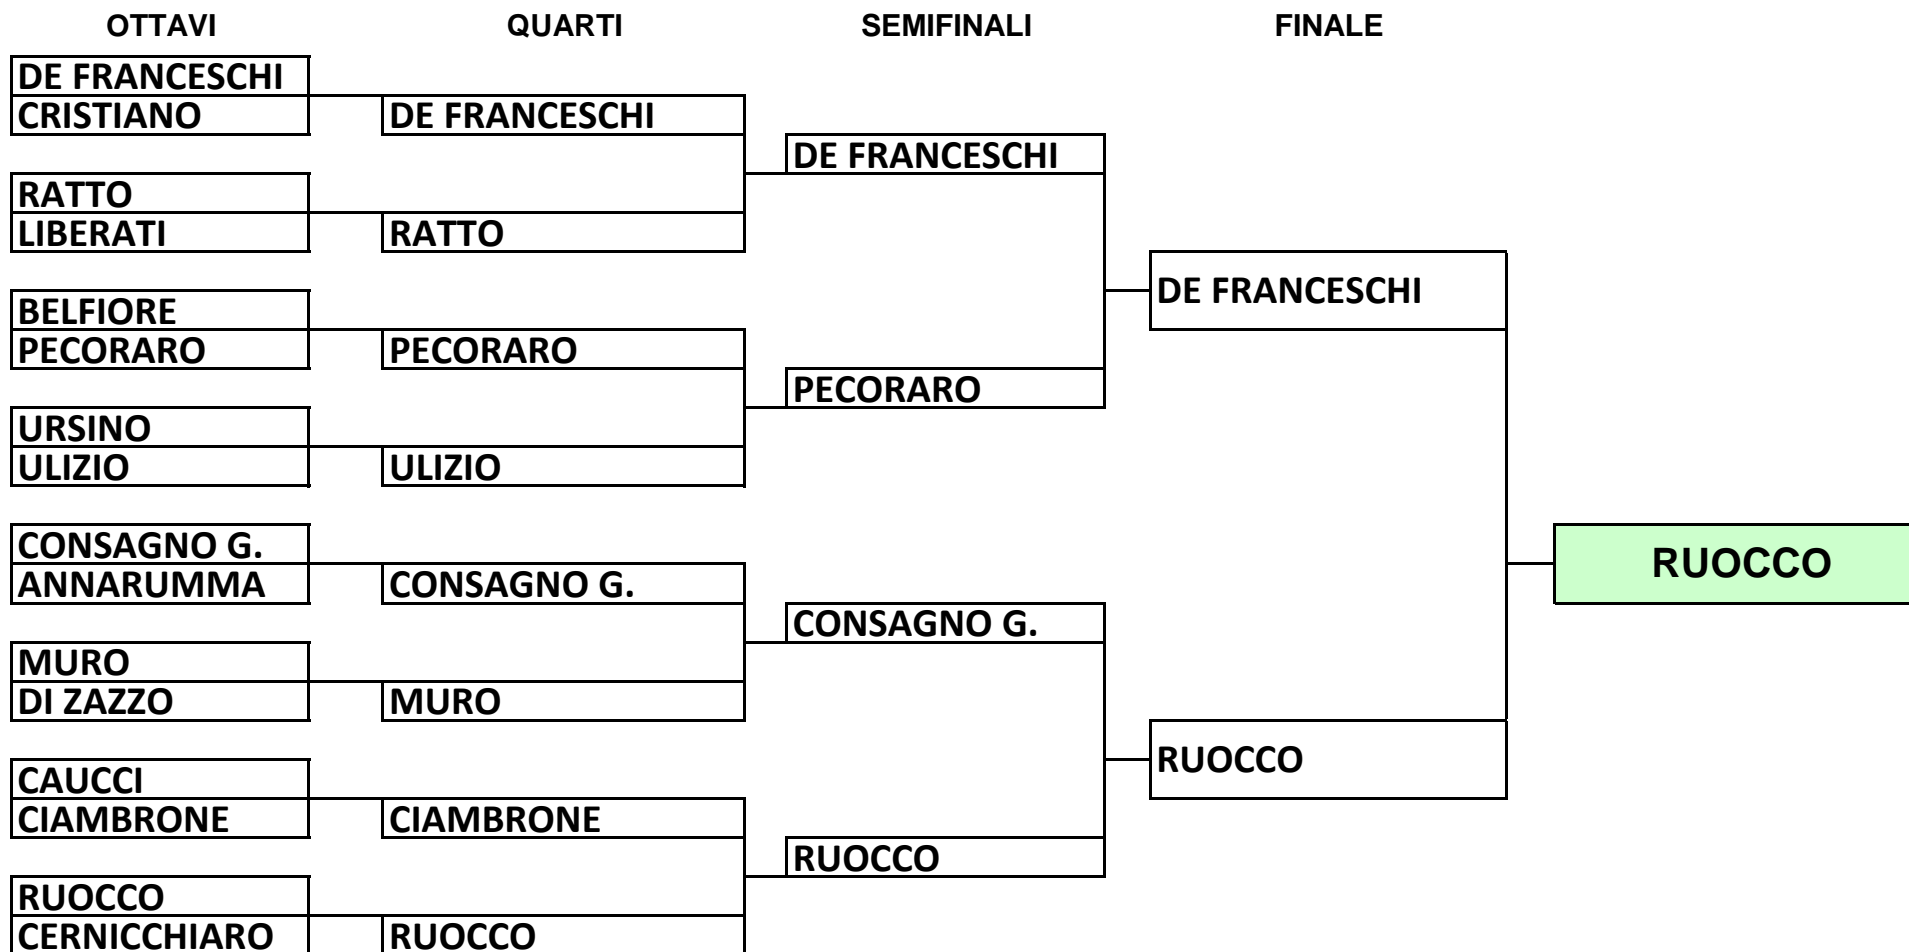 OTTAVI QUARTI SEMIFINALI FINALE
DE FRANCESCHI
CRISTIANO DE FRANCESCHI
DE FRANCESCHI
RATTO
LIBERATI RATTO
DE FRANCESCHI
BELFIORE
PECORARO PECORARO
PECORARO
URSINO
ULIZIO ULIZIO
CONSAGNO G.
RUOCCO
ANNARUMMA CONSAGNO G.
CONSAGNO G.
MURO
DI ZAZZO MURO
RUOCCO
CAUCCI
CIAMBRONE CIAMBRONE
RUOCCO
RUOCCO
CERNICCHIARO RUOCCO